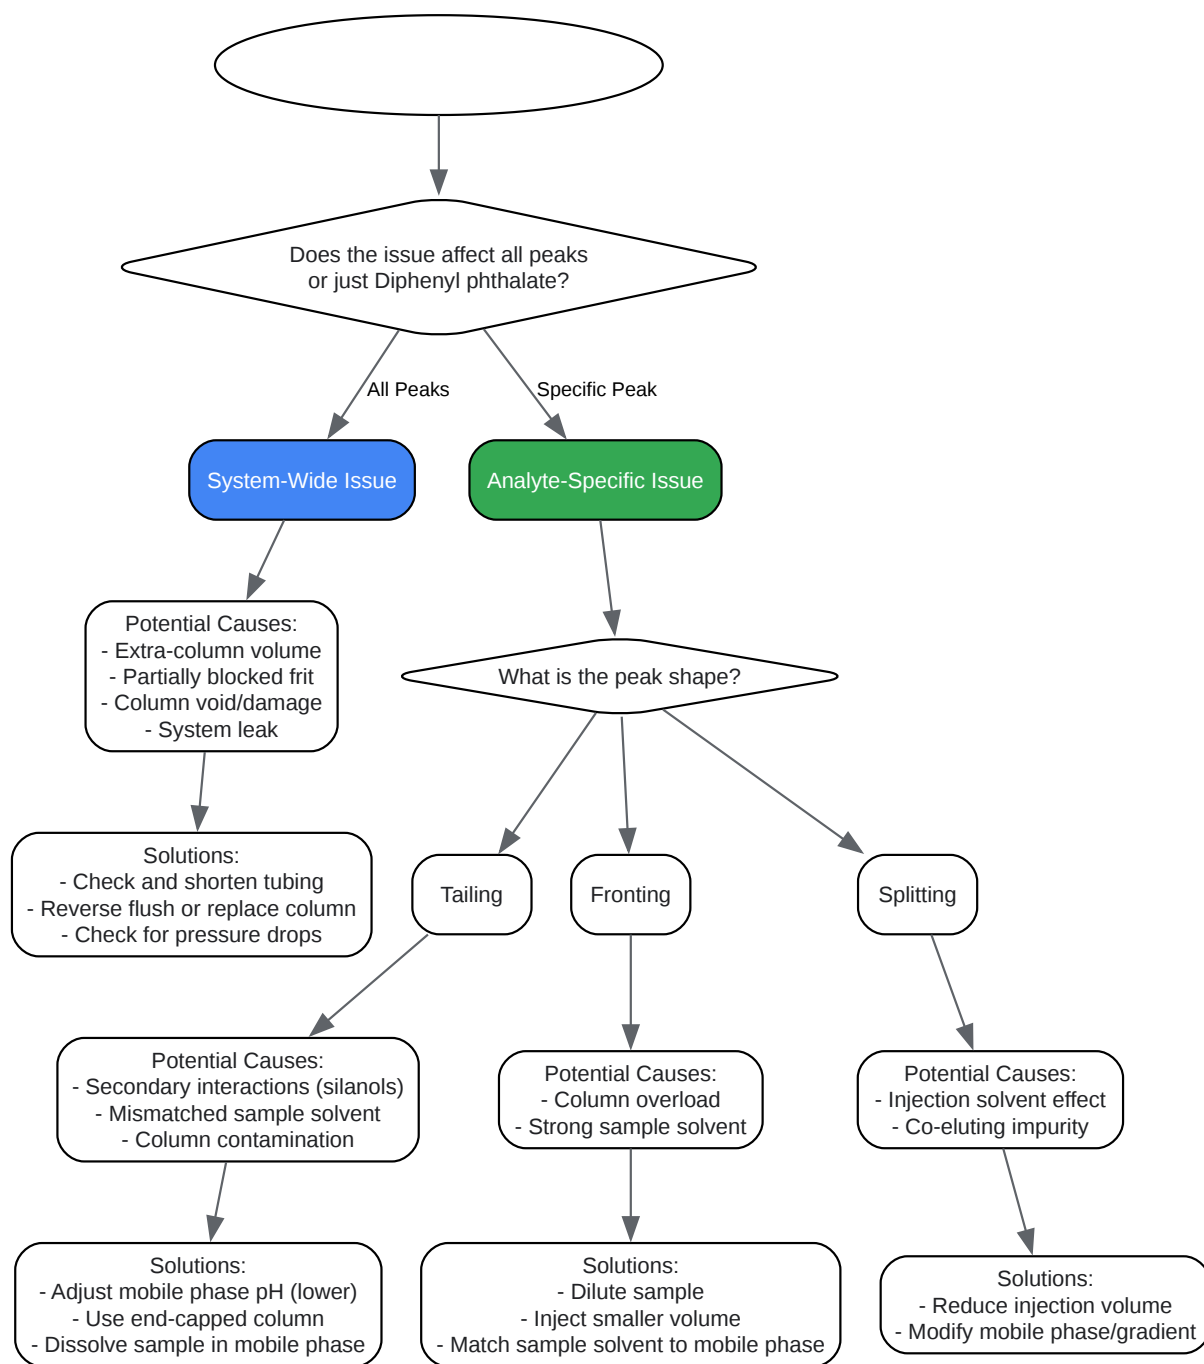 Does the issue affect all peaks
or just Diphenyl phthalate?
All Peaks
Specific Peak
System-Wide Issue
Analyte-Specific Issue
Potential Causes:
- Extra-column volume
- Partially blocked frit
- Column void/damage
- System leak
What is the peak shape?
Solutions:
- Check and shorten tubing
- Reverse flush or replace column
- Check for pressure drops
Tailing
Fronting
Splitting
Potential Causes:
- Secondary interactions (silanols)
- Mismatched sample solvent
- Column contamination
Potential Causes:
- Column overload
- Strong sample solvent
Potential Causes:
- Injection solvent effect
- Co-eluting impurity
Solutions:
- Adjust mobile phase pH (lower)
- Use end-capped column
- Dissolve sample in mobile phase
Solutions:
- Dilute sample
- Inject smaller volume
- Match sample solvent to mobile phase
Solutions:
- Reduce injection volume
- Modify mobile phase/gradient